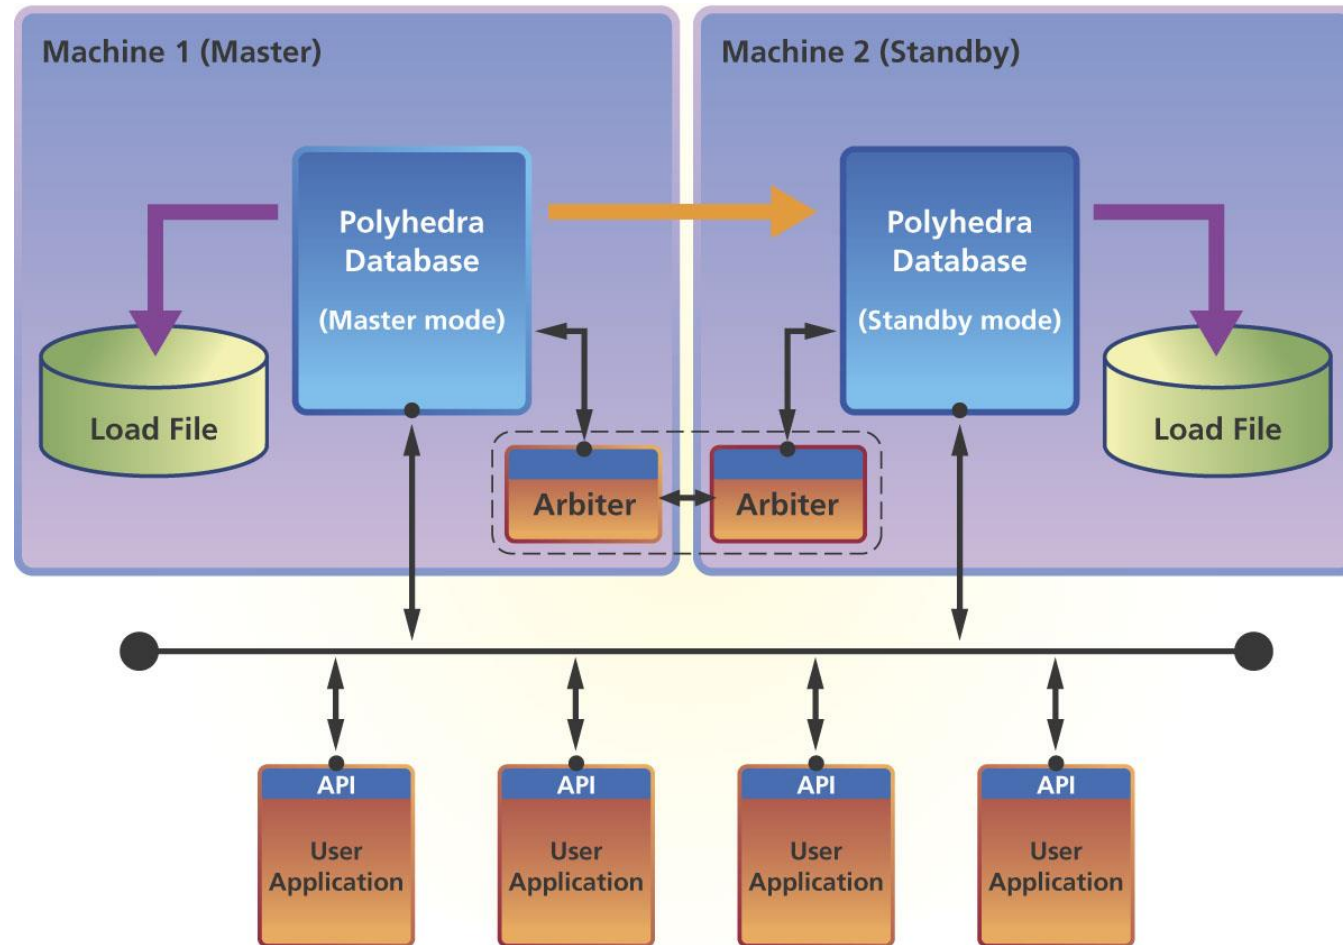 Machine 1 (Master)
Machine 2 (Standby)
Polyhedra
Database
(Master mode)
Polyhedra
Database
(Standby mode)
Load File
Load File
Arbiter
Arbiter
API
User
Application
API
User
Application
API
User
Application
API
User
Application